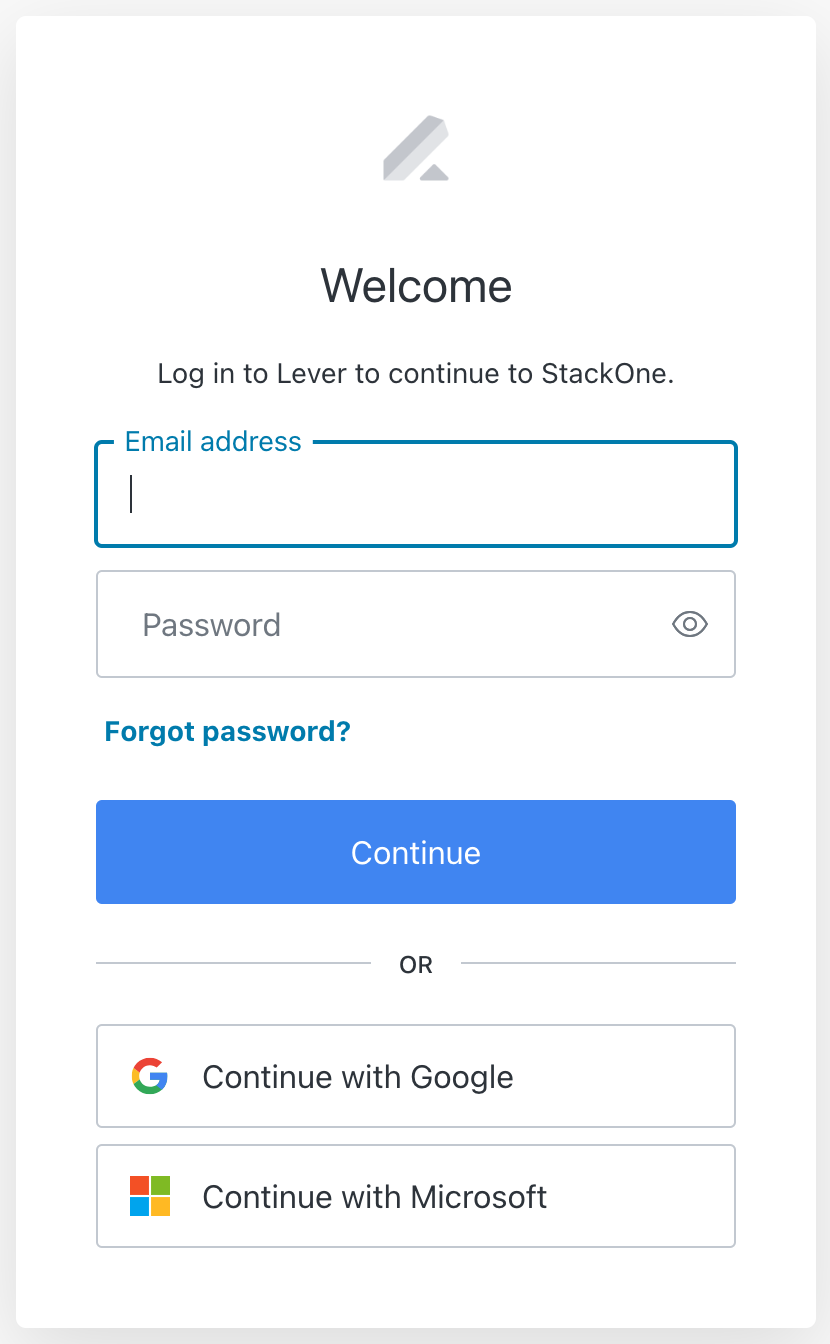 Welcome
Log in to Lever to continue to StackOne.
Email address
Password
Forgot password?
Continue
OR
Continue with Google
Continue with Microsoft